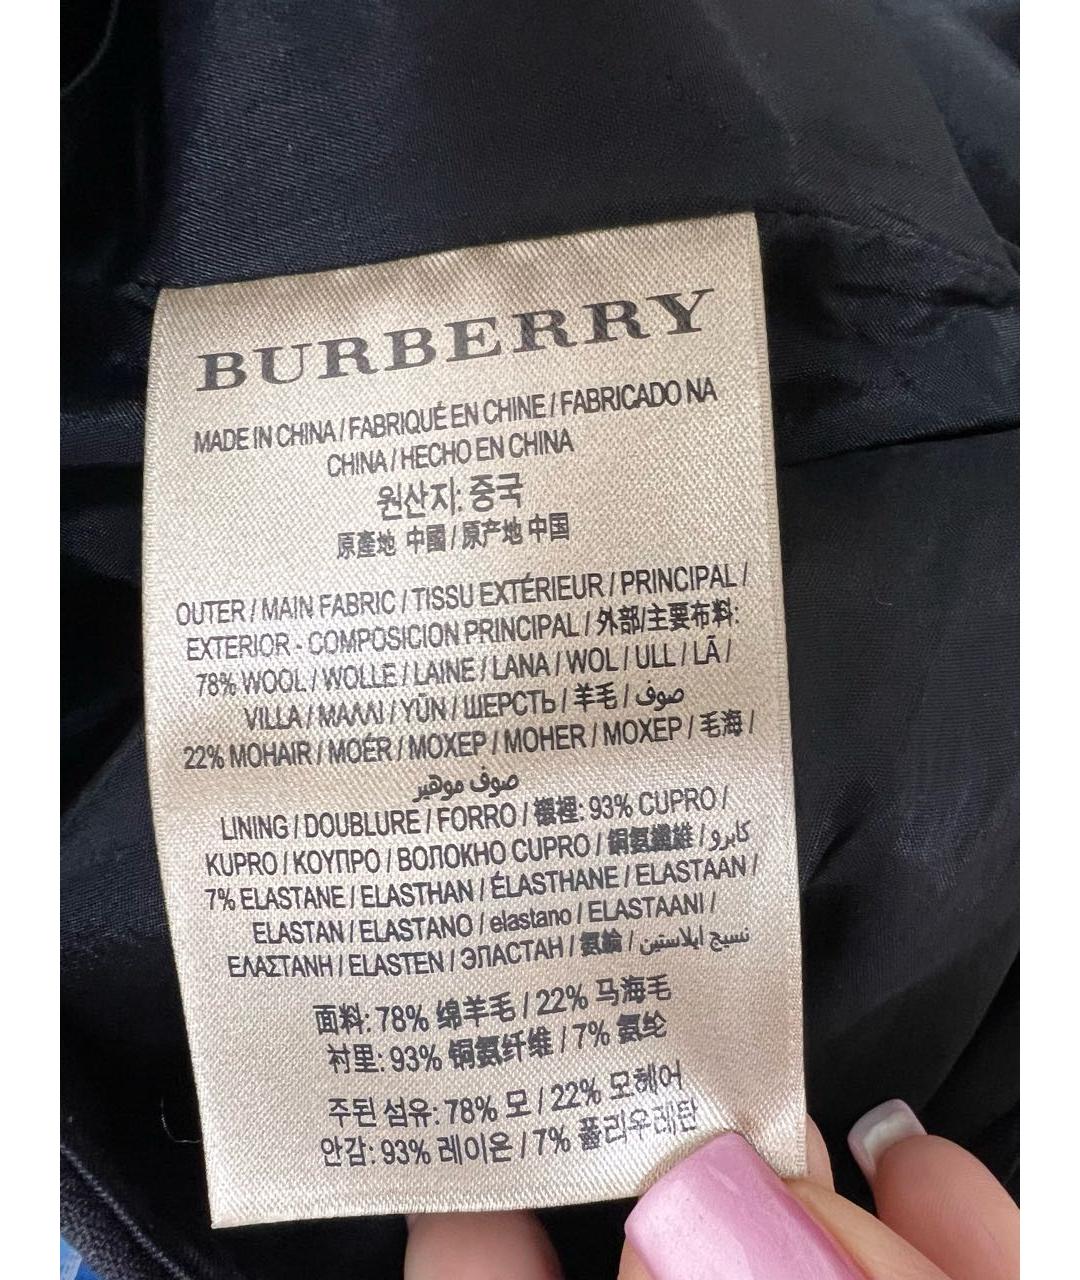 BURBERRY
MADE IN CHINA / FABRIQUÉ EN CHINE / FABRICADO NA
CHINA / HECHO EN CHINA
원산지: 중국
原產地 中國 / 原产地 中国
OUTER / MAIN FABRIC / TISSU EXTÉRIEUR / PRINCIPAL /
EXTERIOR - COMPOSICION PRINCIPAL / 外部/主要布料:
78% WOOL / WOLLE / LAINE / LANA / WOL / ULL / LÃ /
VILLA / ΜΑΛΛΙ / YÜN / ШЕРСТЬ / 羊毛 / صوف
22% MOHAIR / MOÉR / MOXEP / MOHER / MOXEP / 毛海 /
صوف موهير
LINING / DOUBLURE / FORRO / 襯裡: 93% CUPRO /
KUPRO / ΚΟΥΠΡΟ / ВОЛОКНО CUPRO / 銅氨纖維 / كابرو
7% ELASTANE / ELASTHAN / ÉLASTHANE / ELASTAAN /
ELASTAN / ELASTANO / elastano / ELASTAANI /
ΕΛΑΣΤΑΝΗ / ELASTEN / ЭЛАСТАН / 氨綸 / نسيج ايلاستين
面料: 78% 绵羊毛 / 22% 马海毛
衬里: 93% 铜氨纤维 / 7% 氨纶
주된 섬유: 78% 모 / 22% 모헤어
안감: 93% 레이온 / 7% 폴리우레탄